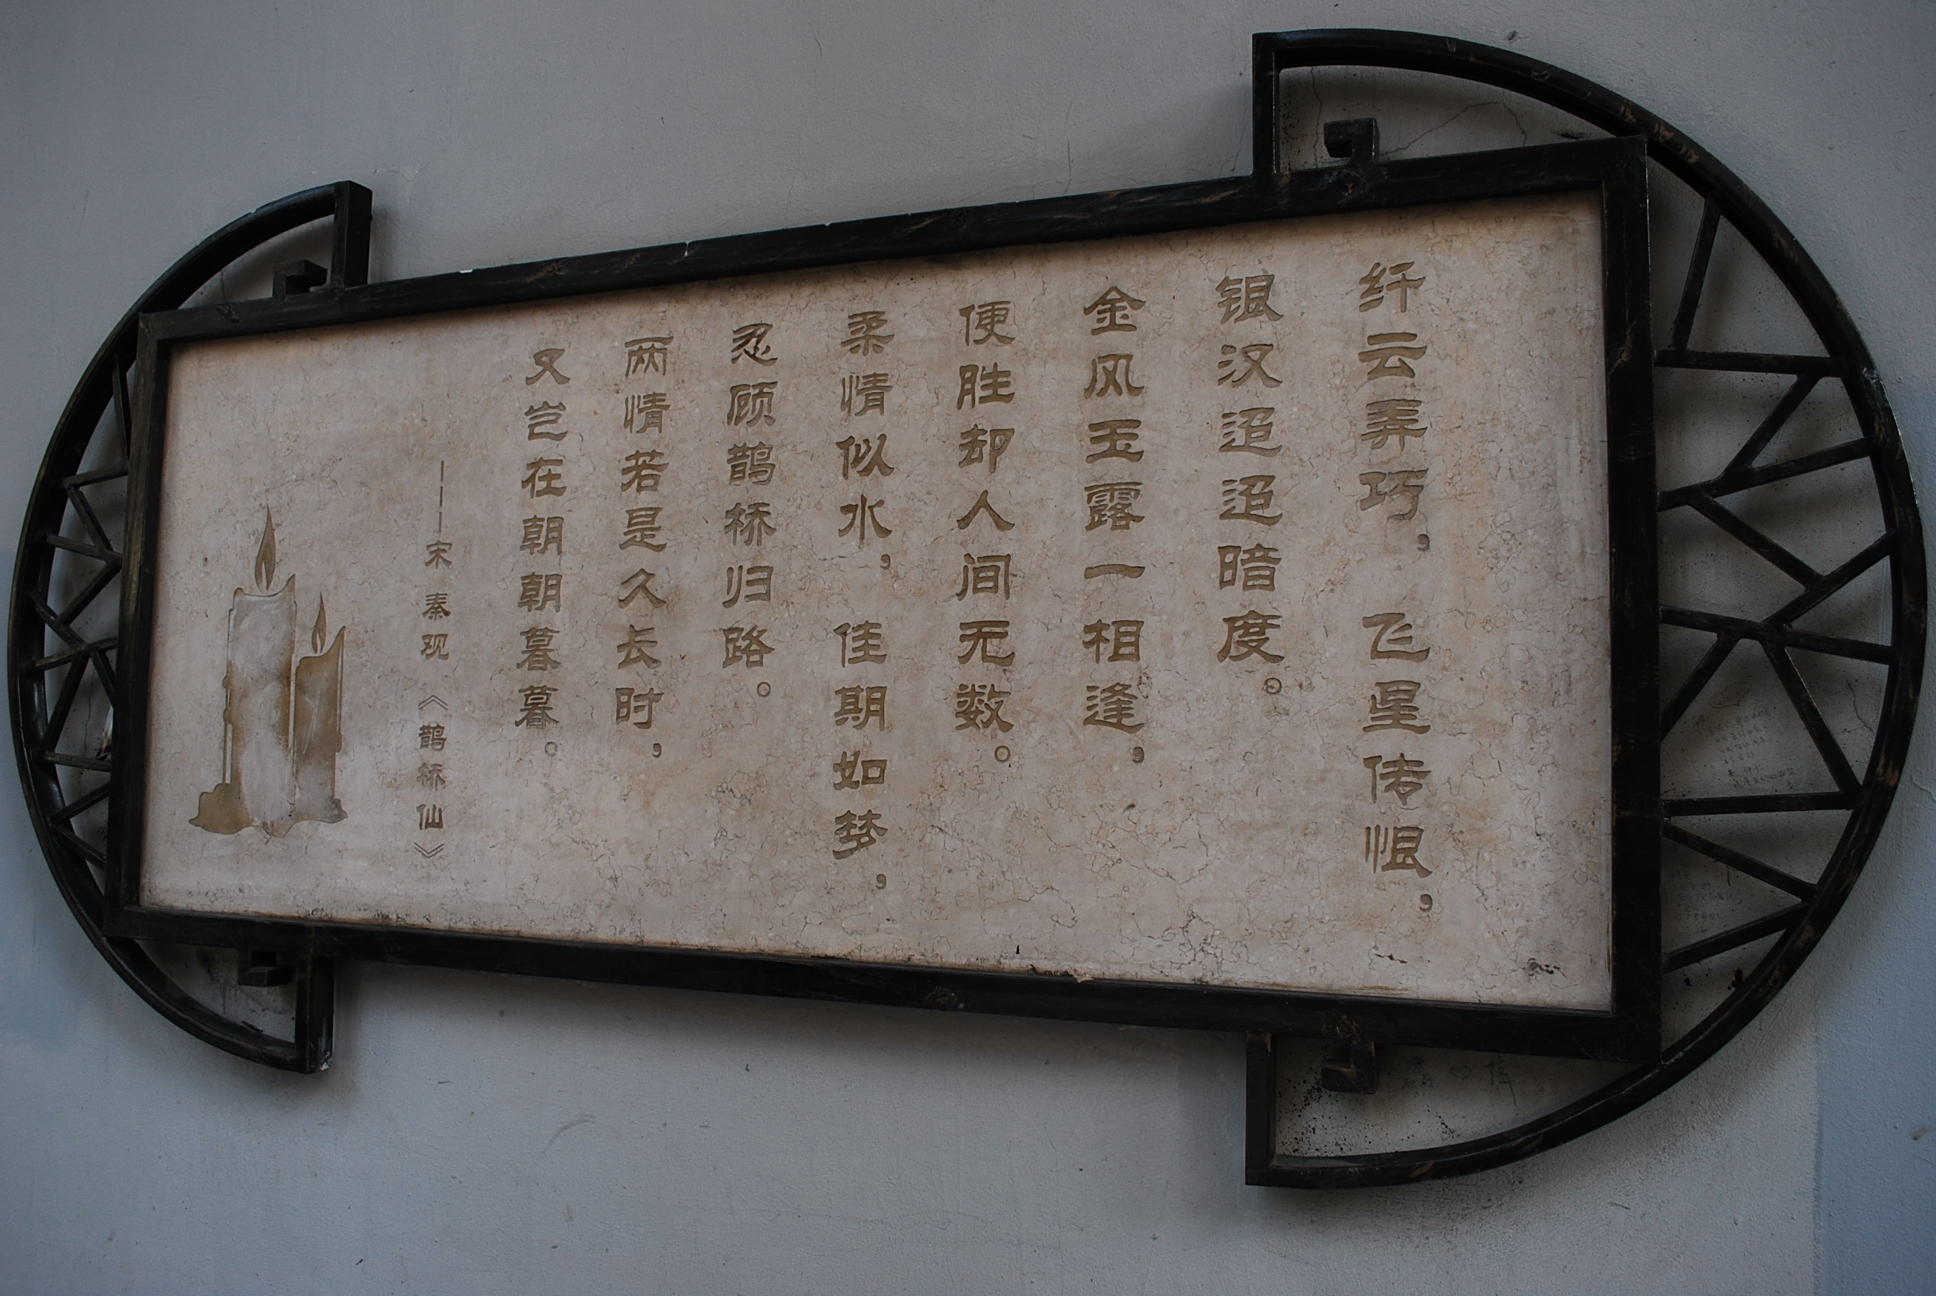 纤云弄巧，飞星传恨，
银汉迢迢暗度。
金风玉露一相逢，
便胜却人间无数。
柔情似水，佳期如梦，
忍顾鹊桥归路。
两情若是久长时，
又岂在朝朝暮暮。
——宋 秦观《鹊桥仙》